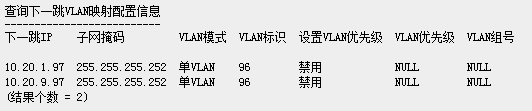 查询下一跳VLAN映射配置信息
--------------------------
下一跳IP 子网掩码 VLAN模式 VLAN标识 设置VLAN优先级 VLAN优先级 VLAN组号
10.20.1.97 255.255.255.252 单VLAN 96 禁用 NULL NULL
10.20.9.97 255.255.255.252 单VLAN 96 禁用 NULL NULL
(结果个数 = 2)